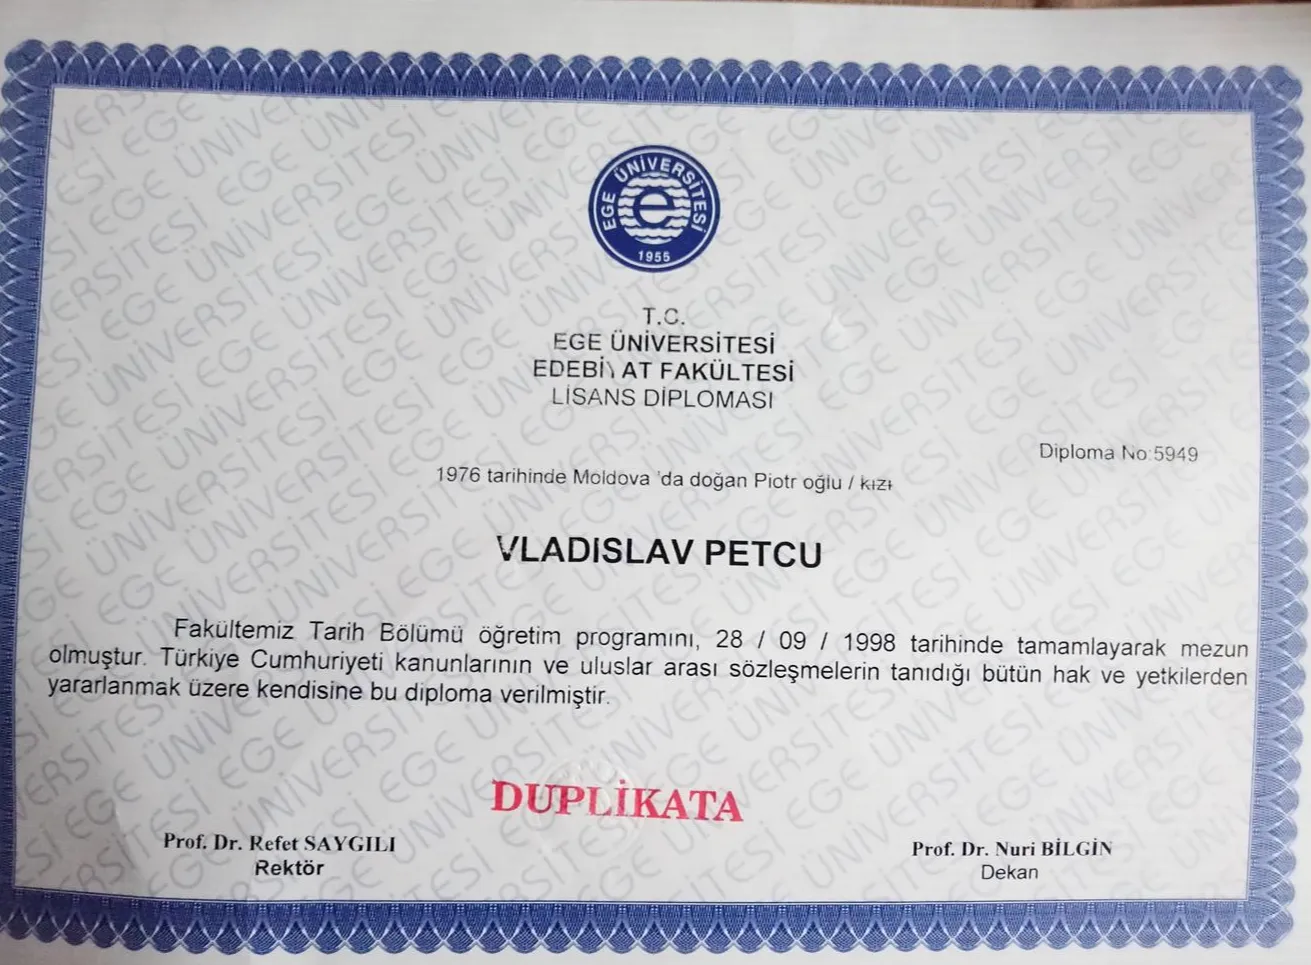 EGE ÜNİVERSİTESİ
1955
T.C.
EGE ÜNİVERSİTESİ
EDEBİYAT FAKÜLTESİ
LİSANS DİPLOMASI
Diploma No:5949
1976 tarihinde Moldova 'da doğan Piotr oğlu / kızı
VLADISLAV PETCU
Fakültemiz Tarih Bölümü öğretim programını, 28 / 09 / 1998 tarihinde tamamlayarak mezun
olmuştur. Türkiye Cumhuriyeti kanunlarının ve uluslar arası sözleşmelerin tanıdığı bütün hak ve yetkilerden
yararlanmak üzere kendisine bu diploma verilmiştir.
DUPLİKATA
Prof. Dr. Refet SAYGILI
Rektör
Prof. Dr. Nuri BİLGİN
Dekan